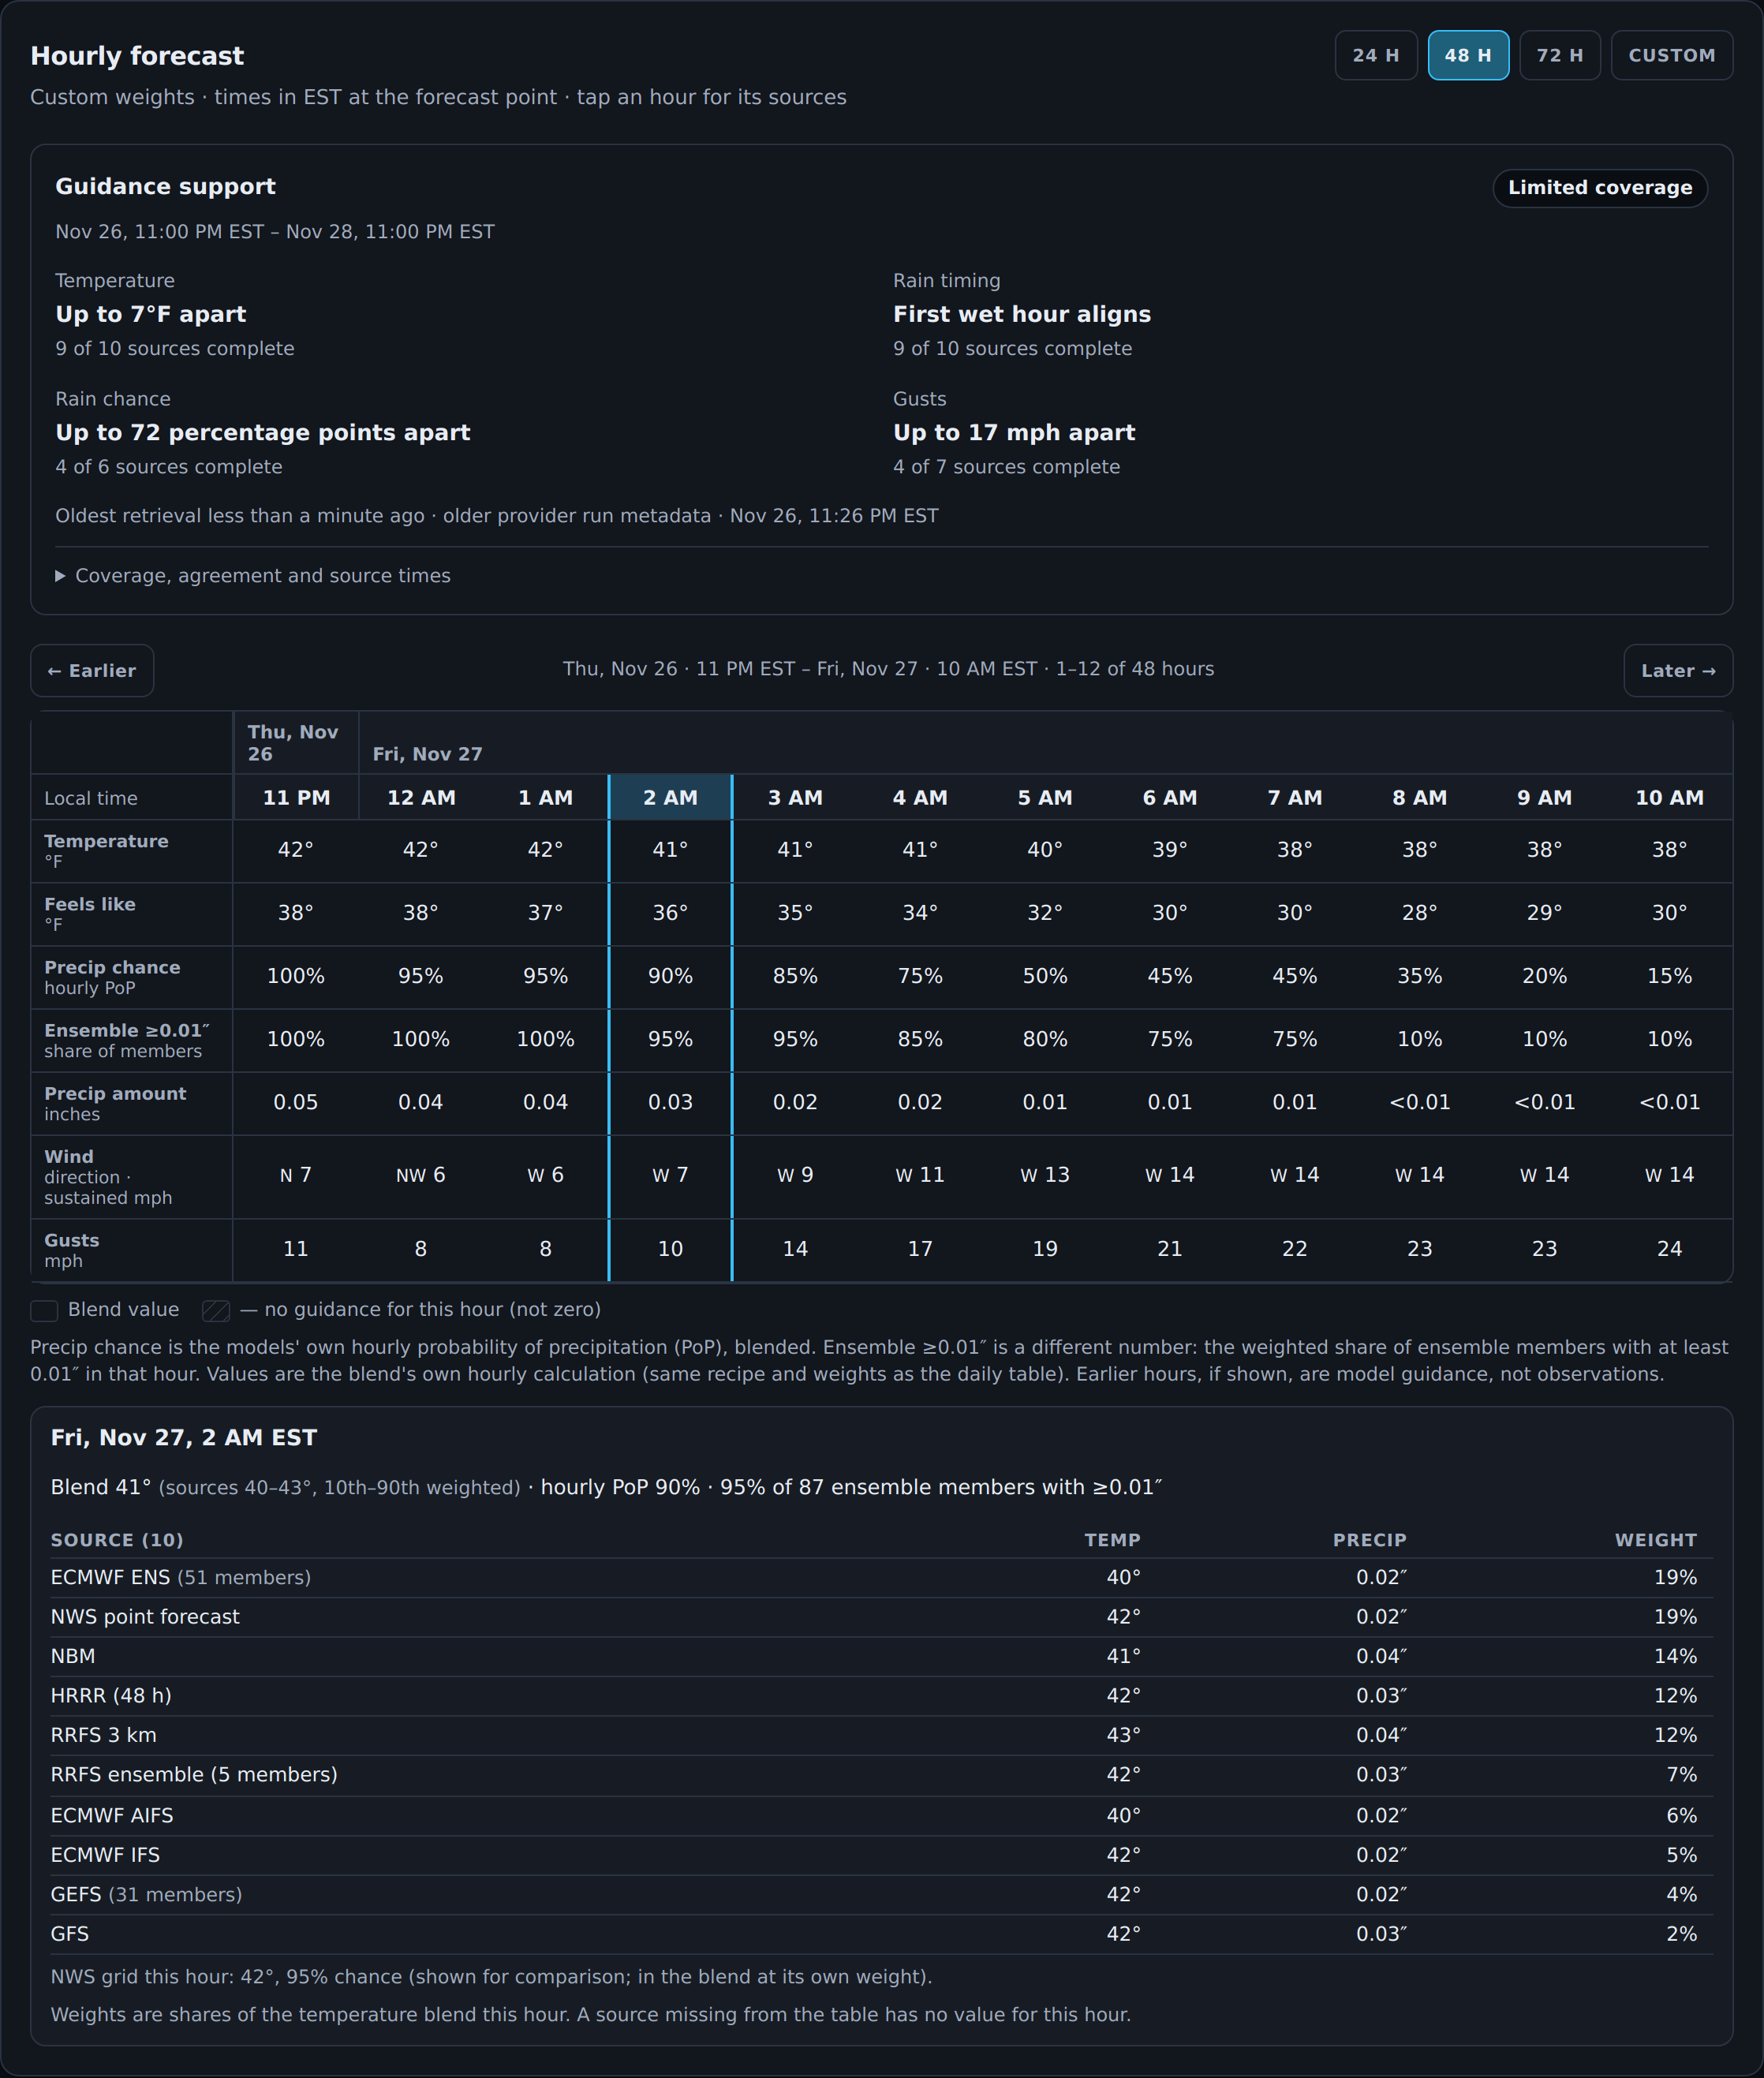 Hourly forecast
24 H 48 H 72 H CUSTOM
Custom weights · times in EST at the forecast point · tap an hour for its sources
Guidance support
Limited coverage
Nov 26, 11:00 PM EST – Nov 28, 11:00 PM EST
Temperature
Up to 7°F apart
9 of 10 sources complete
Rain timing
First wet hour aligns
9 of 10 sources complete
Rain chance
Up to 72 percentage points apart
4 of 6 sources complete
Gusts
Up to 17 mph apart
4 of 7 sources complete
Oldest retrieval less than a minute ago · older provider run metadata · Nov 26, 11:26 PM EST
▶ Coverage, agreement and source times
← Earlier
Thu, Nov 26 · 11 PM EST – Fri, Nov 27 · 10 AM EST · 1–12 of 48 hours
Later →
Thu, Nov
26
Fri, Nov 27
Local time 11 PM 12 AM 1 AM 2 AM 3 AM 4 AM 5 AM 6 AM 7 AM 8 AM 9 AM 10 AM
Temperature
°F
42° 42° 42° 41° 41° 41° 40° 39° 38° 38° 38° 38°
Feels like
°F
38° 38° 37° 36° 35° 34° 32° 30° 30° 28° 29° 30°
Precip chance
hourly PoP
100% 95% 95% 90% 85% 75% 50% 45% 45% 35% 20% 15%
Ensemble ≥0.01″
share of members
100% 100% 100% 95% 95% 85% 80% 75% 75% 10% 10% 10%
Precip amount
inches
0.05 0.04 0.04 0.03 0.02 0.02 0.01 0.01 0.01 <0.01 <0.01 <0.01
Wind
direction ·
sustained mph
N 7 NW 6 W 6 W 7 W 9 W 11 W 13 W 14 W 14 W 14 W 14 W 14
Gusts
mph
11 8 8 10 14 17 19 21 22 23 23 24
Blend value — no guidance for this hour (not zero)
Precip chance is the models' own hourly probability of precipitation (PoP), blended. Ensemble ≥0.01″ is a different number: the weighted share of ensemble members with at least
0.01″ in that hour. Values are the blend's own hourly calculation (same recipe and weights as the daily table). Earlier hours, if shown, are model guidance, not observations.
Fri, Nov 27, 2 AM EST
Blend 41° (sources 40–43°, 10th–90th weighted) · hourly PoP 90% · 95% of 87 ensemble members with ≥0.01″
SOURCE (10) TEMP PRECIP WEIGHT
ECMWF ENS (51 members) 40° 0.02″ 19%
NWS point forecast 42° 0.02″ 19%
NBM 41° 0.04″ 14%
HRRR (48 h) 42° 0.03″ 12%
RRFS 3 km 43° 0.04″ 12%
RRFS ensemble (5 members) 42° 0.03″ 7%
ECMWF AIFS 40° 0.02″ 6%
ECMWF IFS 42° 0.02″ 5%
GEFS (31 members) 42° 0.02″ 4%
GFS 42° 0.03″ 2%
NWS grid this hour: 42°, 95% chance (shown for comparison; in the blend at its own weight).
Weights are shares of the temperature blend this hour. A source missing from the table has no value for this hour.